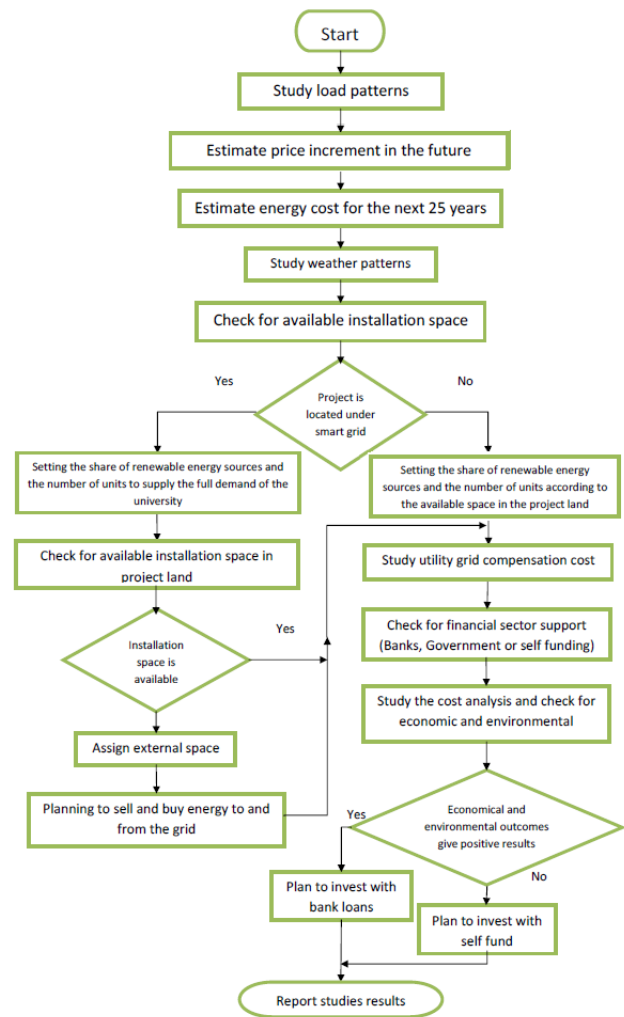 Start
Study load patterns
Estimate price increment in the future
Estimate energy cost for the next 25 years
Study weather patterns
Check for available installation space
Yes
No
Project is
located under
smart grid
Setting the share of renewable energy sources and
the number of units to supply the full demand of the
university
Setting the share of renewable energy
sources and the number of units according to
the available space in the project land
Check for available installation space in
project land
Study utility grid compensation cost
Yes
Installation
space is
available
Check for financial sector support
(Banks, Government or self funding)
Study the cost analysis and check for
economic and environmental
Assign external space
Planning to sell and buy energy to and
from the grid
Yes
Economical and
environmental outcomes
give positive results
No
Plan to invest with
bank loans
Plan to invest with
self fund
Report studies results